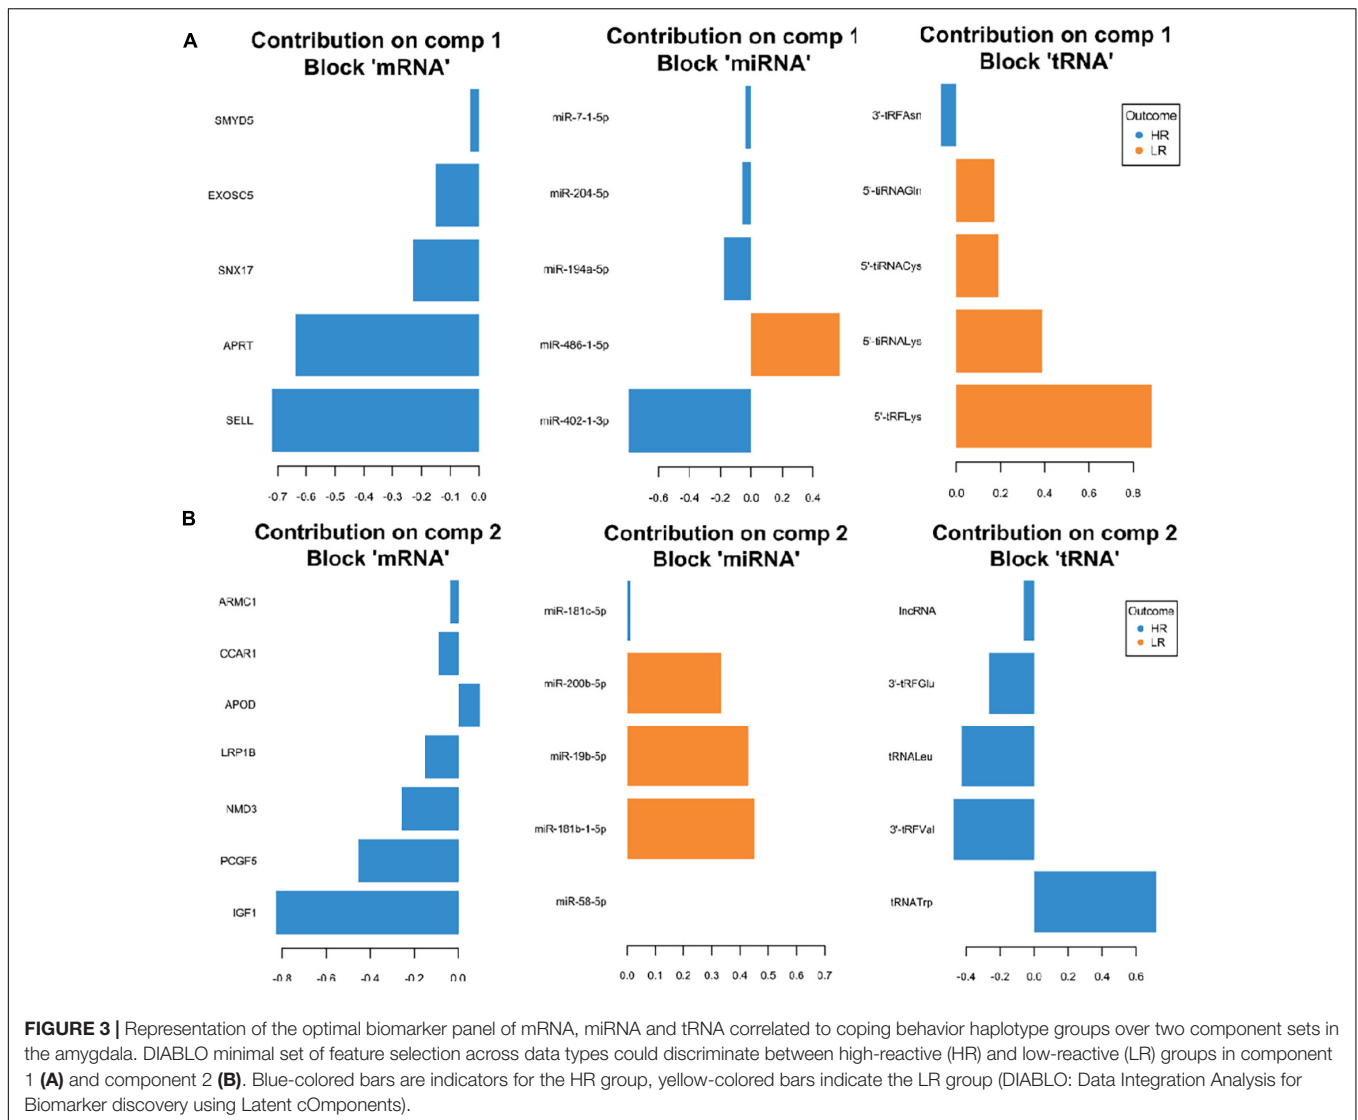 A
Contribution on comp 1
Block 'mRNA'
SMYD5
EXOSC5
SNX17
APRT
SELL
-0.7 -0.6 -0.5 -0.4 -0.3 -0.2 -0.1 0.0
Contribution on comp 1
Block 'miRNA'
miR-7-1-5p
miR-204-5p
miR-194a-5p
miR-486-1-5p
miR-402-1-3p
-0.6 -0.4 -0.2 0.0 0.2 0.4
Contribution on comp 1
Block 'tRNA'
3'-tRFAsn
5'-tiRNAGln
5'-tiRNACys
5'-tiRNALys
5'-tRFLys
0.0 0.2 0.4 0.6 0.8
Outcome
HR
LR
B
Contribution on comp 2
Block 'mRNA'
ARMC1
CCAR1
APOD
LRP1B
NMD3
PCGF5
IGF1
-0.8 -0.6 -0.4 -0.2 0.0
Contribution on comp 2
Block 'miRNA'
miR-181c-5p
miR-200b-5p
miR-19b-5p
miR-181b-1-5p
miR-58-5p
0.0 0.1 0.2 0.3 0.4 0.5 0.6 0.7
Contribution on comp 2
Block 'tRNA'
lncRNA
3'-tRFGlu
tRNALeu
3'-tRFVal
tRNATrp
-0.4 0.0 0.2 0.4 0.6
Outcome
HR
LR
FIGURE 3 | Representation of the optimal biomarker panel of mRNA, miRNA and tRNA correlated to coping behavior haplotype groups over two component sets in
the amygdala. DIABLO minimal set of feature selection across data types could discriminate between high-reactive (HR) and low-reactive (LR) groups in component
1 (A) and component 2 (B). Blue-colored bars are indicators for the HR group, yellow-colored bars indicate the LR group (DIABLO: Data Integration Analysis for
Biomarker discovery using Latent cOmponents).